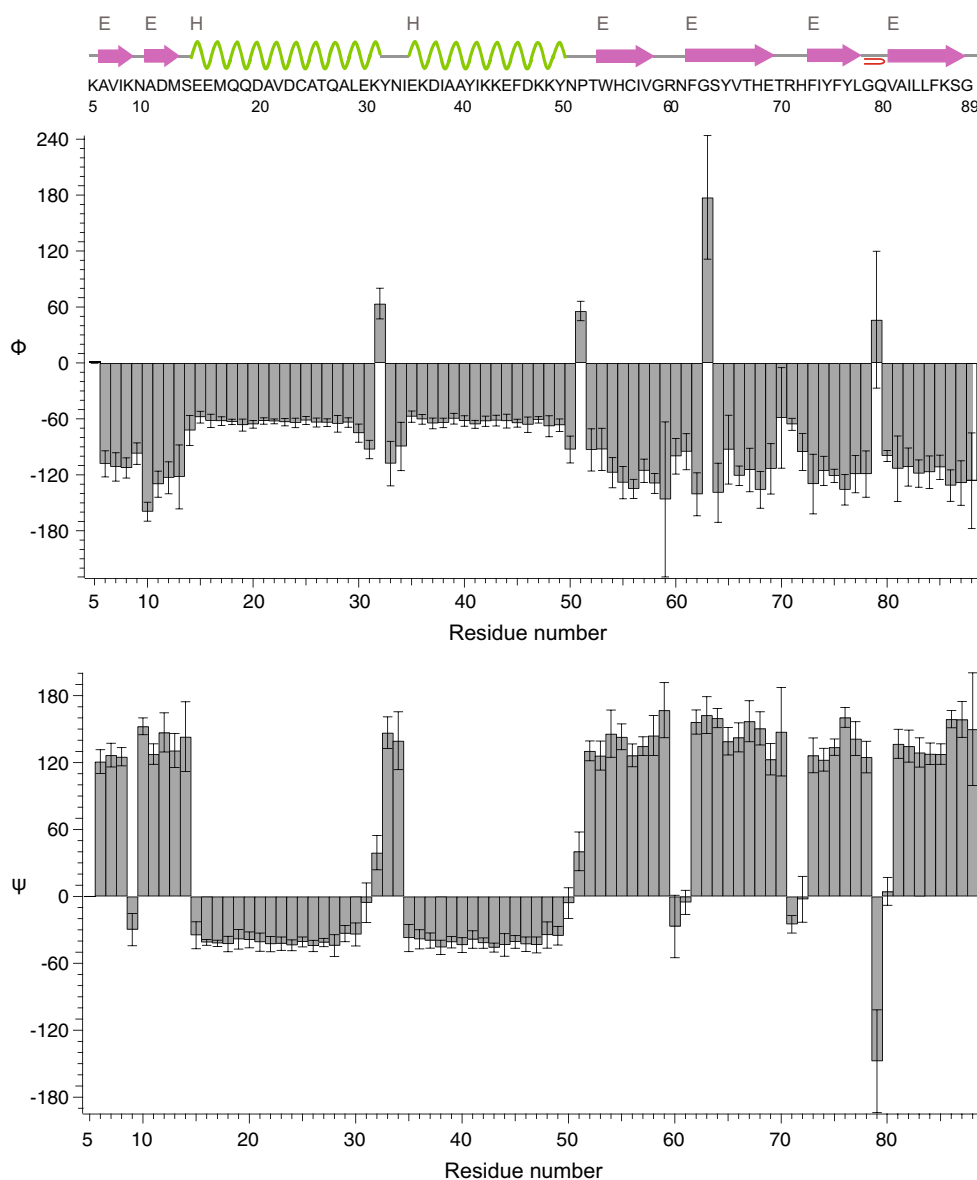 E E H H E E E E
KAVIKNADMSEEMQQDAVDCATQALEKYNIEKDIAAYIKKEFDKKYNPTWHCIVGRNFGSYVTHETRHFIYFYLGQVAILLFKSG
5 10 20 30 40 50 60 70 80 89
240
180
120
60
0
Φ
-60
-120
-180
5 10 20 30 40 50 60 70 80
Residue number
180
120
60
0
Ψ
-60
-120
-180
5 10 20 30 40 50 60 70 80
Residue number